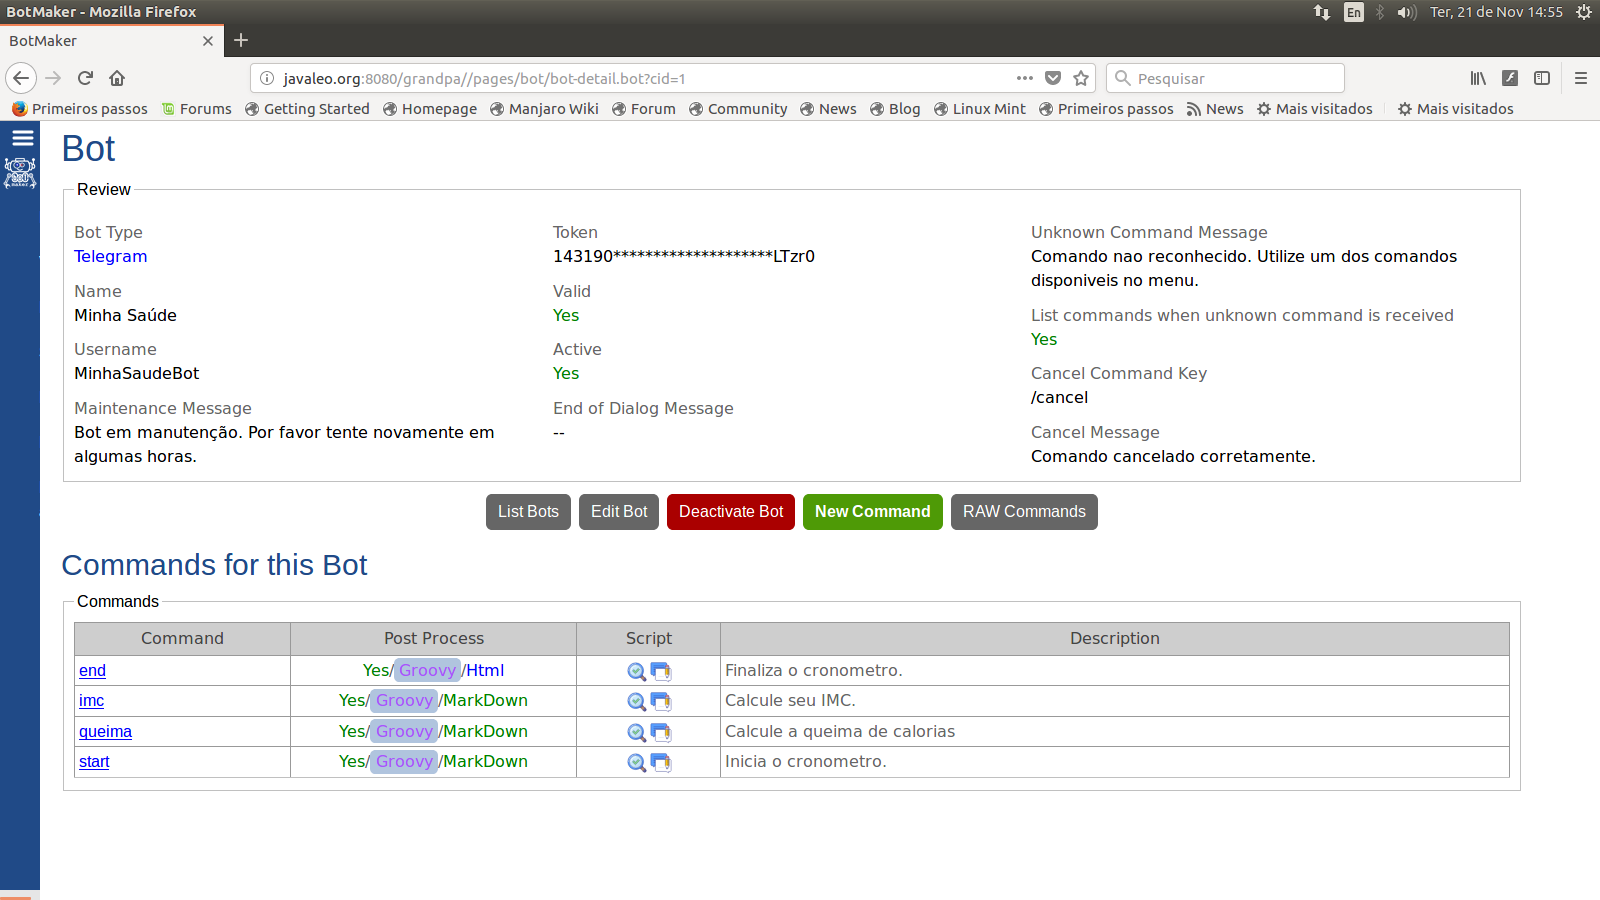 BotMaker - Mozilla Firefox
En
Ter, 21 de Nov 14:55
BotMaker
javaleo.org:8080/grandpa//pages/bot/bot-detail.bot?cid=1
Pesquisar
Primeiros passos Forums Getting Started Homepage Manjaro Wiki Forum Community News Blog Linux Mint Primeiros passos News Mais visitados Mais visitados
Bot
Review
Bot Type
Telegram
Name
Minha Saúde
Username
MinhaSaudeBot
Maintenance Message
Bot em manutenção. Por favor tente novamente em
algumas horas.
Token
143190********************LTzr0
Valid
Yes
Active
Yes
End of Dialog Message
--
Unknown Command Message
Comando nao reconhecido. Utilize um dos comandos
disponiveis no menu.
List commands when unknown command is received
Yes
Cancel Command Key
/cancel
Cancel Message
Comando cancelado corretamente.
List Bots
Edit Bot
Deactivate Bot
New Command
RAW Commands
Commands for this Bot
Commands
Command Post Process Script Description
end Yes/Groovy/Html Finaliza o cronometro.
imc Yes/Groovy/MarkDown Calcule seu IMC.
queima Yes/Groovy/MarkDown Calcule a queima de calorias
start Yes/Groovy/MarkDown Inicia o cronometro.